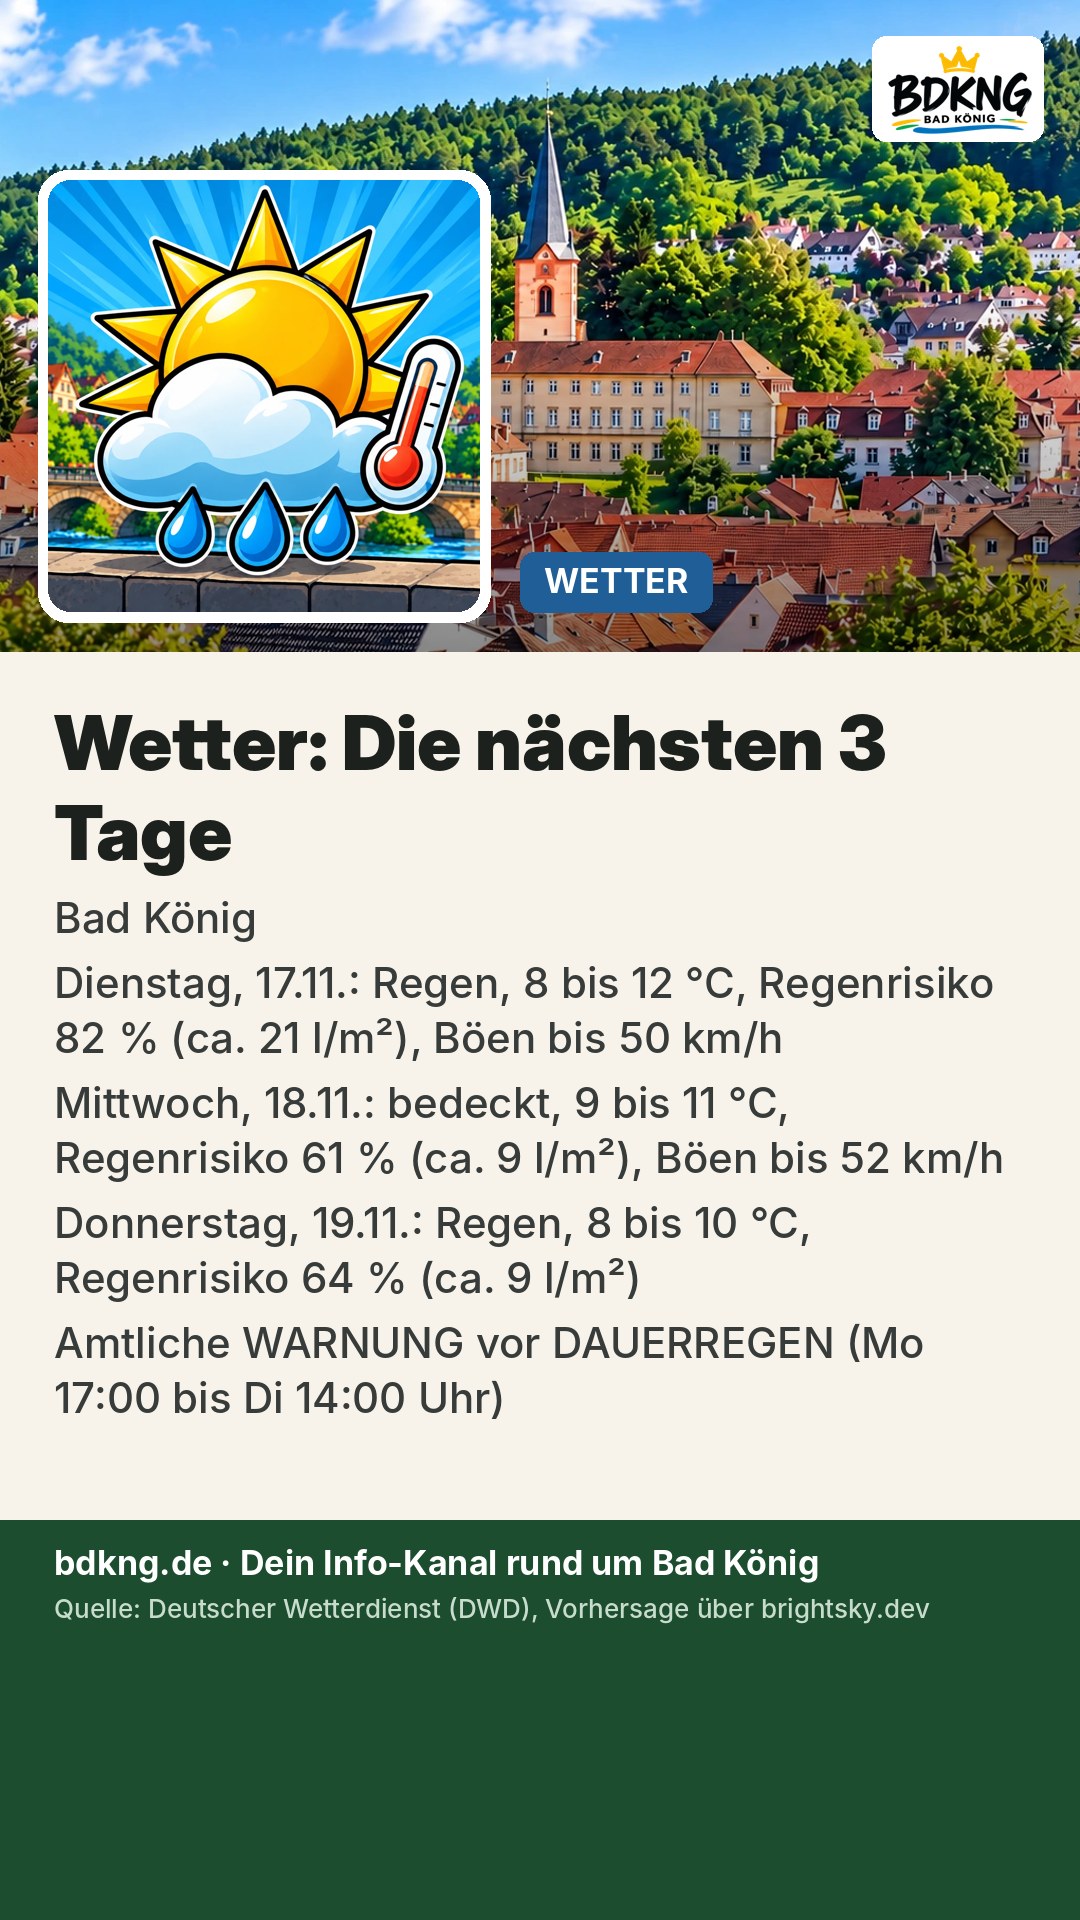 BDKNG
BAD KÖNIG
WETTER
Wetter: Die nächsten 3
Tage
Bad König
Dienstag, 17.11.: Regen, 8 bis 12 °C, Regenrisiko
82 % (ca. 21 l/m²), Böen bis 50 km/h
Mittwoch, 18.11.: bedeckt, 9 bis 11 °C,
Regenrisiko 61 % (ca. 9 l/m²), Böen bis 52 km/h
Donnerstag, 19.11.: Regen, 8 bis 10 °C,
Regenrisiko 64 % (ca. 9 l/m²)
Amtliche WARNUNG vor DAUERREGEN (Mo
17:00 bis Di 14:00 Uhr)
bdkng.de · Dein Info-Kanal rund um Bad König
Quelle: Deutscher Wetterdienst (DWD), Vorhersage über brightsky.dev